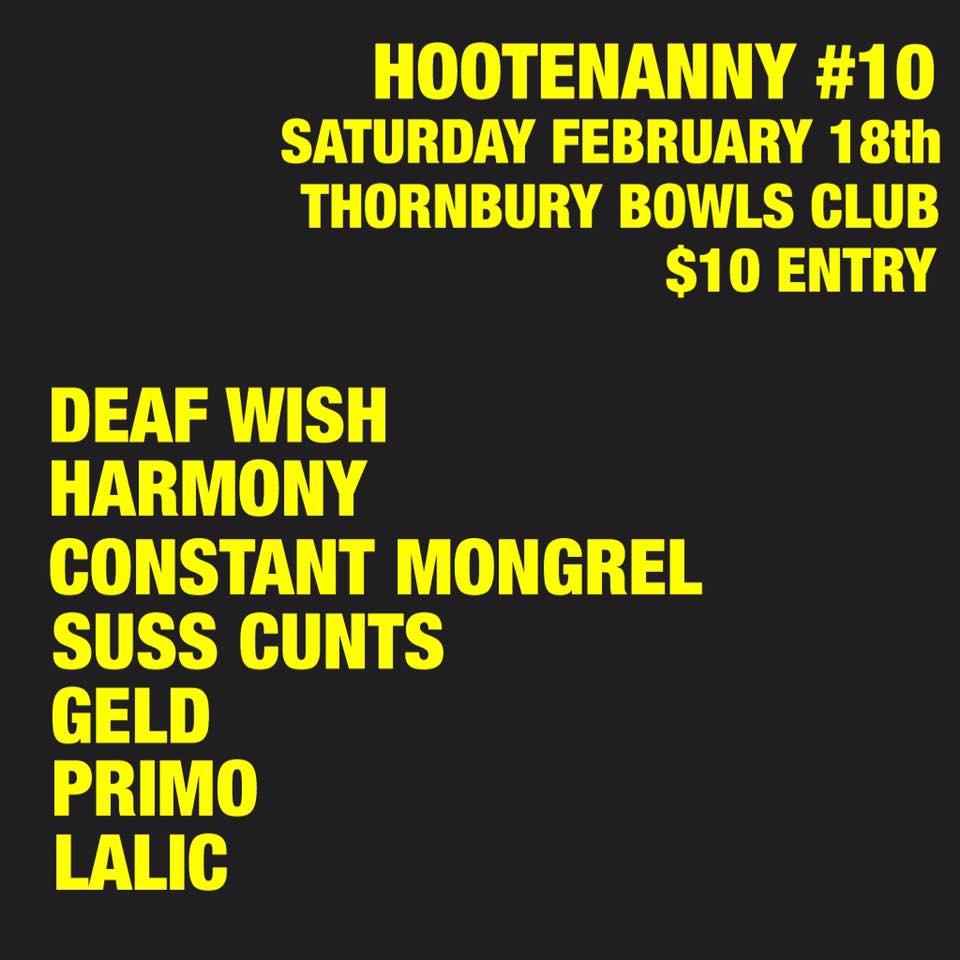 HOOTENANNY #10
SATURDAY FEBRUARY 18th
THORNBURY BOWLS CLUB
$10 ENTRY
DEAF WISH
HARMONY
CONSTANT MONGREL
SUSS CUNTS
GELD
PRIMO
LALIC